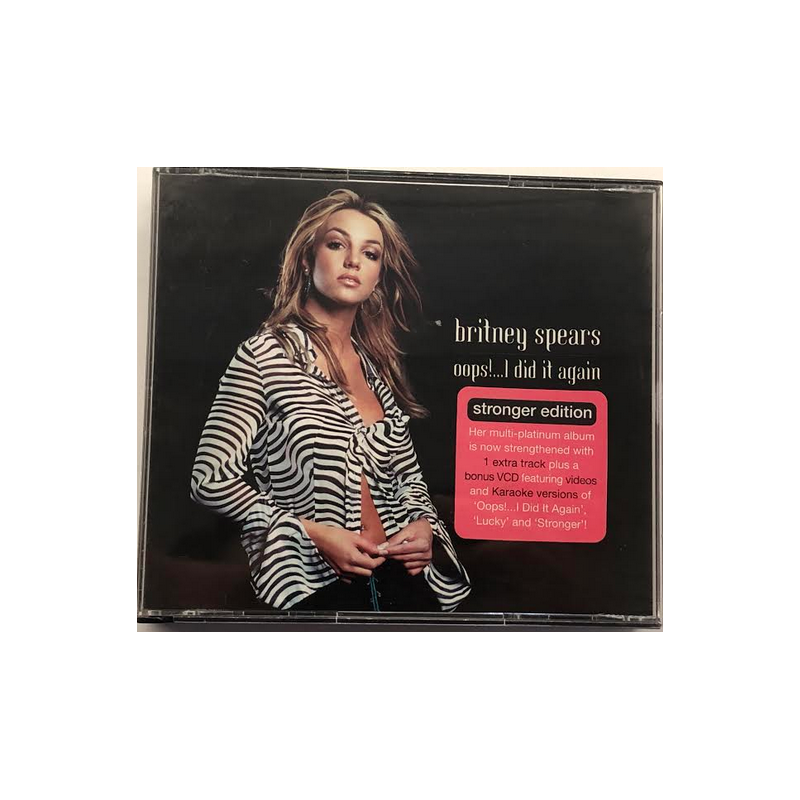 britney spears
oops!...I did it again
stronger edition
Her multi-platinum album
is now strengthened with
1 extra track plus a
bonus VCD featuring videos
and Karaoke versions of
'Oops!...I Did It Again',
'Lucky' and 'Stronger'!